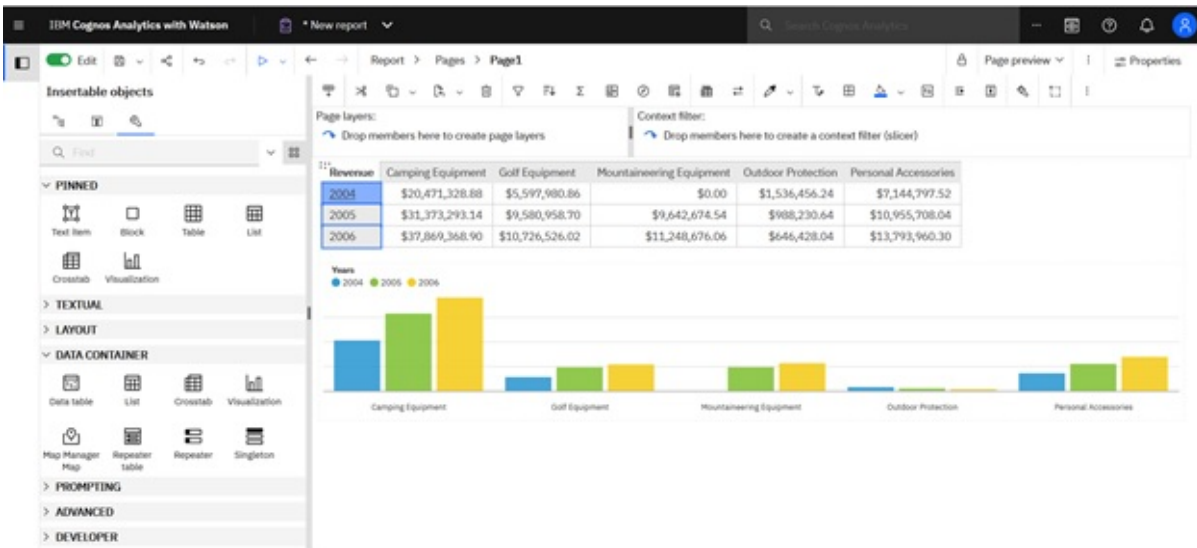 IBM Cognos Analytics with Watson
* New report
Search Cognos Analytics
Edit
Report > Pages > Page1
Page preview
Properties
Insertable objects
Find
PINNED
Text item Block Table List
Crosstab Visualization
TEXTUAL
LAYOUT
DATA CONTAINER
Data table List Crosstab Visualization
Map Manager Map Repeater table Repeater Singleton
PROMPTING
ADVANCED
DEVELOPER
Page layers:
Drop members here to create page layers
Context filter:
Drop members here to create a context filter (slicer)
Revenue Camping Equipment Golf Equipment Mountaineering Equipment Outdoor Protection Personal Accessories
2004 $20,471,328.88 $5,597,980.86 $0.00 $1,536,456.24 $7,144,797.52
2005 $31,373,293.14 $9,580,958.70 $9,642,674.54 $988,230.64 $10,955,708.04
2006 $37,869,368.90 $10,726,526.02 $11,248,676.06 $646,428.04 $13,793,960.30
Years
2004 2005 2006
Camping Equipment Golf Equipment Mountaineering Equipment Outdoor Protection Personal Accessories